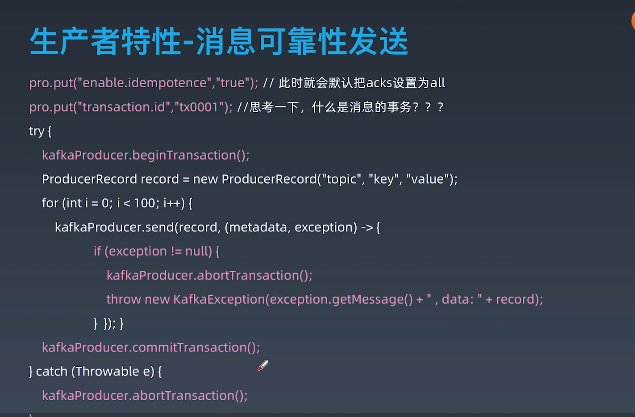 生产者特性-消息可靠性发送
pro.put("enable.idempotence","true"); // 此时就会默认把acks设置为all
pro.put("transaction.id","tx0001"); //思考一下，什么是消息的事务？？？
try {
kafkaProducer.beginTransaction();
ProducerRecord record = new ProducerRecord("topic", "key", "value");
for (int i = 0; i < 100; i++) {
kafkaProducer.send(record, (metadata, exception) -> {
if (exception != null) {
kafkaProducer.abortTransaction();
throw new KafkaException(exception.getMessage() + " , data: " + record);
} }); }
kafkaProducer.commitTransaction();
} catch (Throwable e) {
kafkaProducer.abortTransaction();